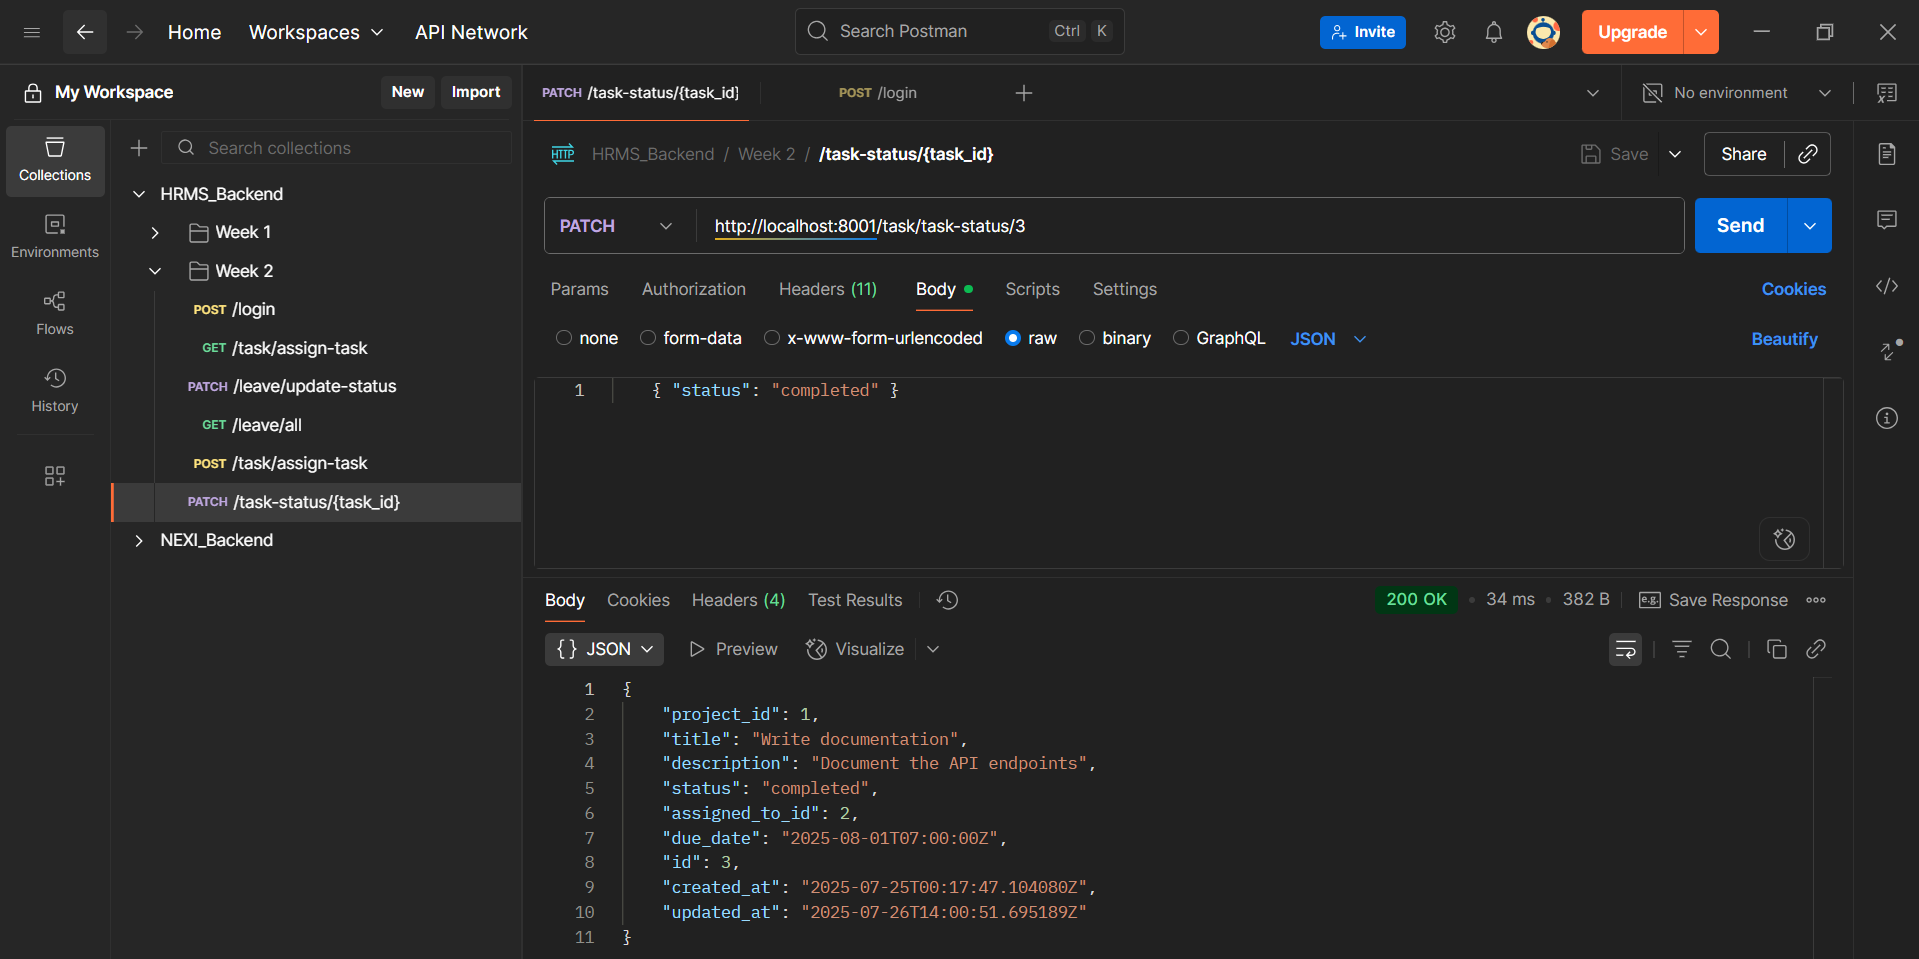 Home Workspaces API Network Search Postman Ctrl K Invite Upgrade
My Workspace New Import PATCH /task-status/{task_id} POST /login No environment
Collections
Search collections
HTTP HRMS_Backend / Week 2 / /task-status/{task_id} Save Share
HRMS_Backend
Week 1
Environments
Week 2
POST /login
Flows
GET /task/assign-task
PATCH /leave/update-status
History
GET /leave/all
POST /task/assign-task
PATCH /task-status/{task_id}
NEXI_Backend
PATCH http://localhost:8001/task/task-status/3 Send
Params Authorization Headers (11) Body Scripts Settings Cookies
none form-data x-www-form-urlencoded raw binary GraphQL JSON Beautify
1 { "status": "completed" }
Body Cookies Headers (4) Test Results 200 OK 34 ms 382 B e.g. Save Response
{} JSON Preview Visualize
1 {
2 "project_id": 1,
3 "title": "Write documentation",
4 "description": "Document the API endpoints",
5 "status": "completed",
6 "assigned_to_id": 2,
7 "due_date": "2025-08-01T07:00:00Z",
8 "id": 3,
9 "created_at": "2025-07-25T00:17:47.104080Z",
10 "updated_at": "2025-07-26T14:00:51.695189Z"
11 }